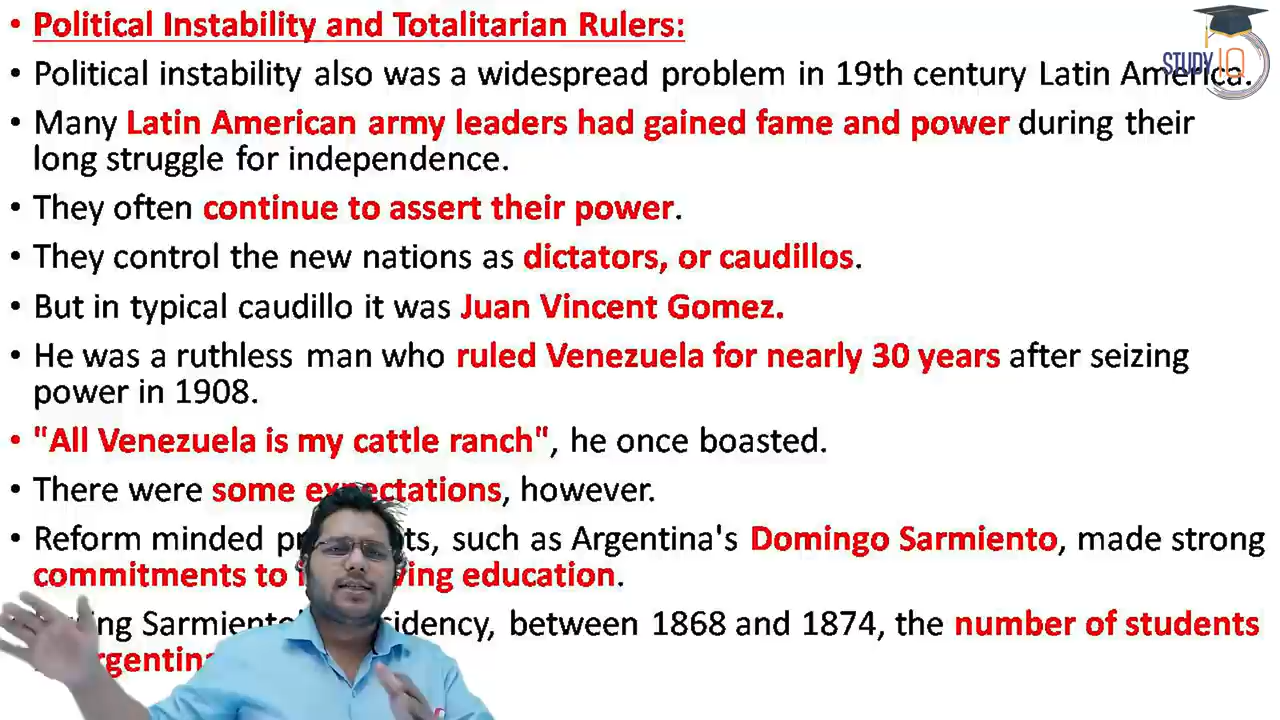 • Political Instability and Totalitarian Rulers:
STUDY IQ
• Political instability also was a widespread problem in 19th century Latin America.
• Many Latin American army leaders had gained fame and power during their
long struggle for independence.
• They often continue to assert their power.
• They control the new nations as dictators, or caudillos.
• But in typical caudillo it was Juan Vincent Gomez.
• He was a ruthless man who ruled Venezuela for nearly 30 years after seizing
power in 1908.
• "All Venezuela is my cattle ranch", he once boasted.
• There were some expectations, however.
• Reform minded such as Argentina's Domingo Sarmiento, made strong
commitments to education.
Sarmiento between 1868 and 1874, the number of students